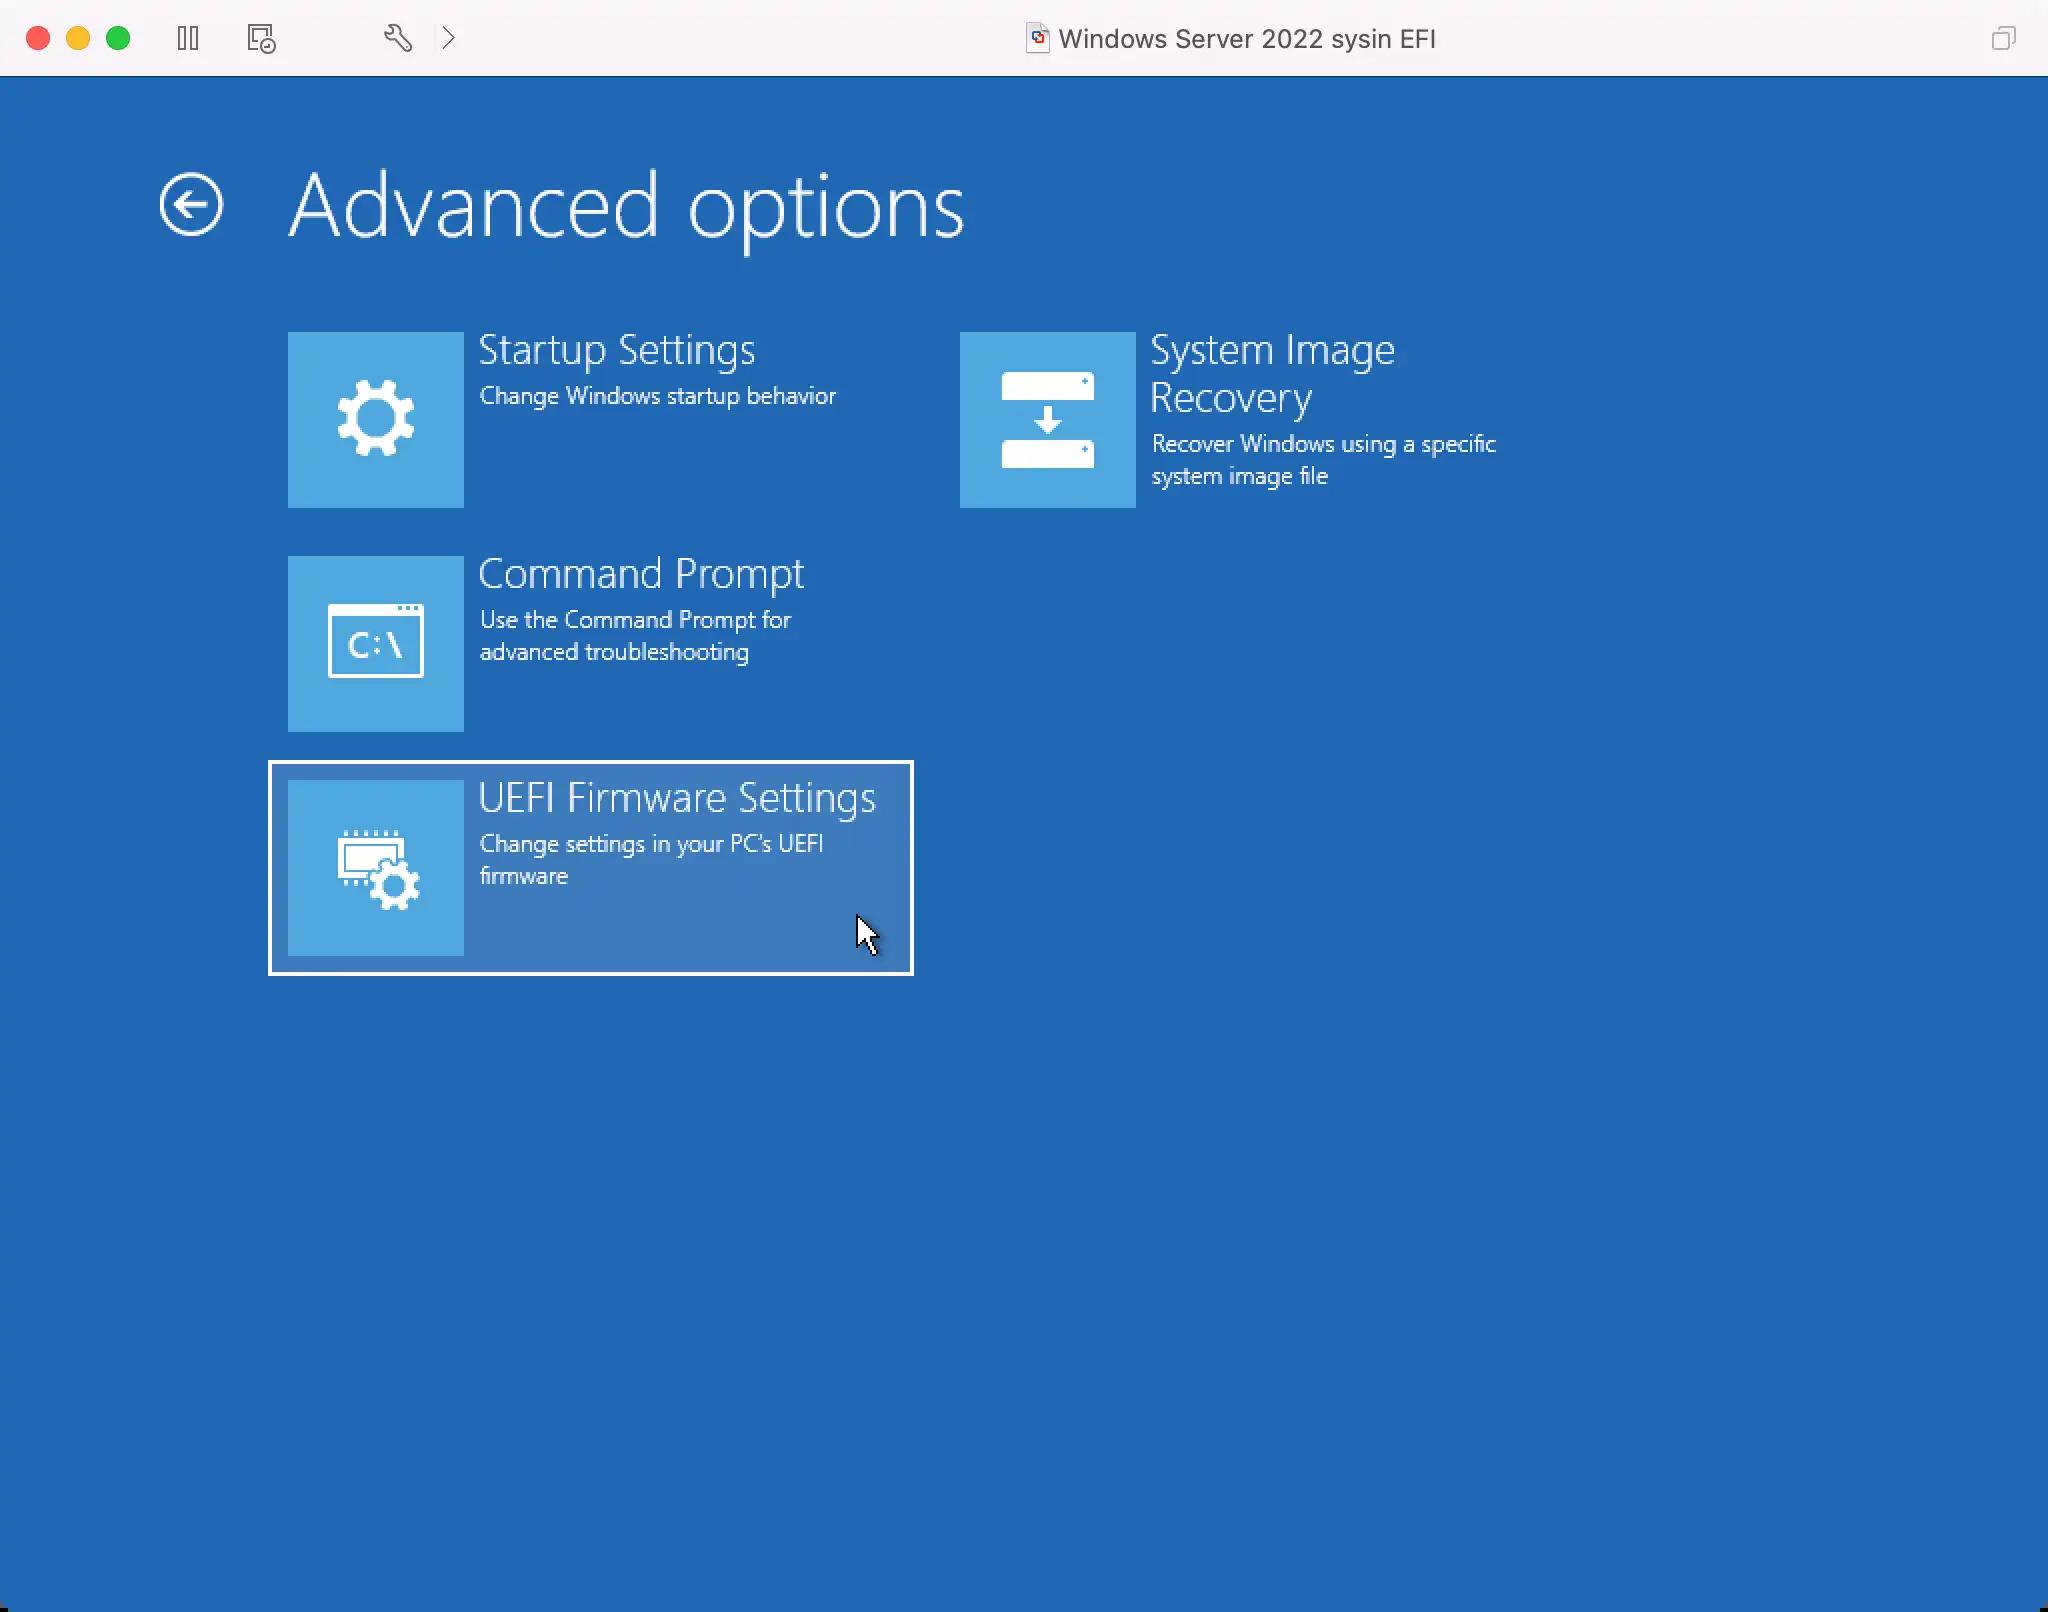 Windows Server 2022 sysin EFI
Advanced options
Startup Settings
Change Windows startup behavior
System Image
Recovery
Recover Windows using a specific
system image file
Command Prompt
Use the Command Prompt for
advanced troubleshooting
C:\
UEFI Firmware Settings
Change settings in your PC's UEFI
firmware